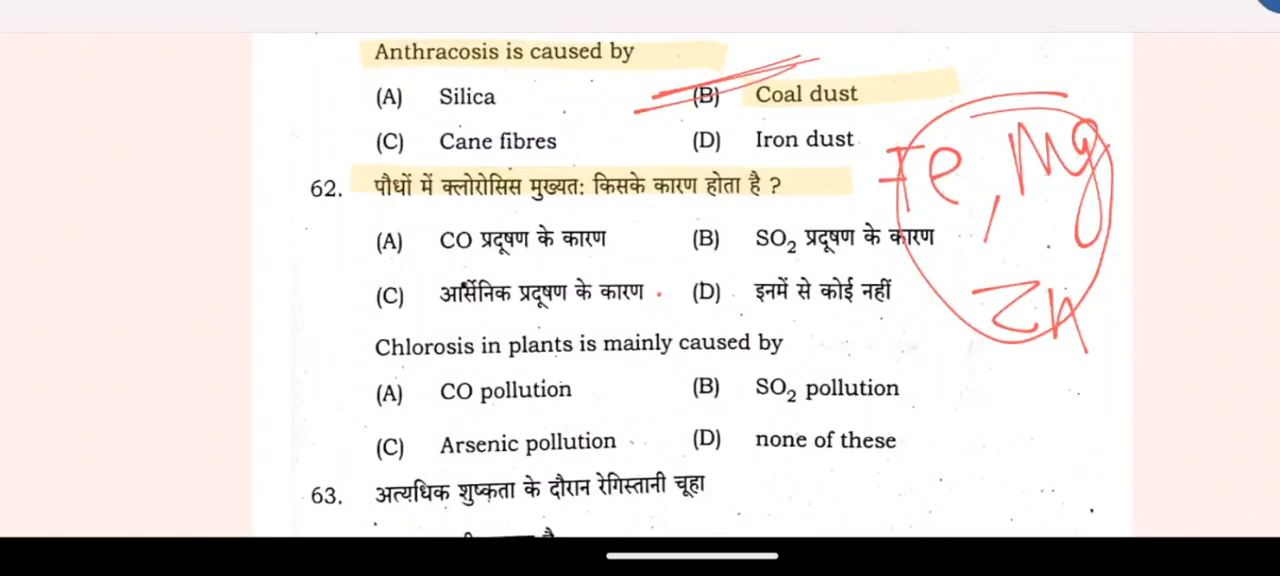 Anthracosis is caused by
(A) Silica (B) Coal dust
(C) Cane fibres (D) Iron dust
Fe, Mg
Zn
62. पौधों में क्लोरोसिस मुख्यत: किसके कारण होता है ?
(A) CO प्रदूषण के कारण (B) SO₂ प्रदूषण के कारण
(C) आर्सेनिक प्रदूषण के कारण (D) इनमें से कोई नहीं
Chlorosis in plants is mainly caused by
(A) CO pollution (B) SO₂ pollution
(C) Arsenic pollution (D) none of these
63. अत्यधिक शुष्कता के दौरान रेगिस्तानी चूहा